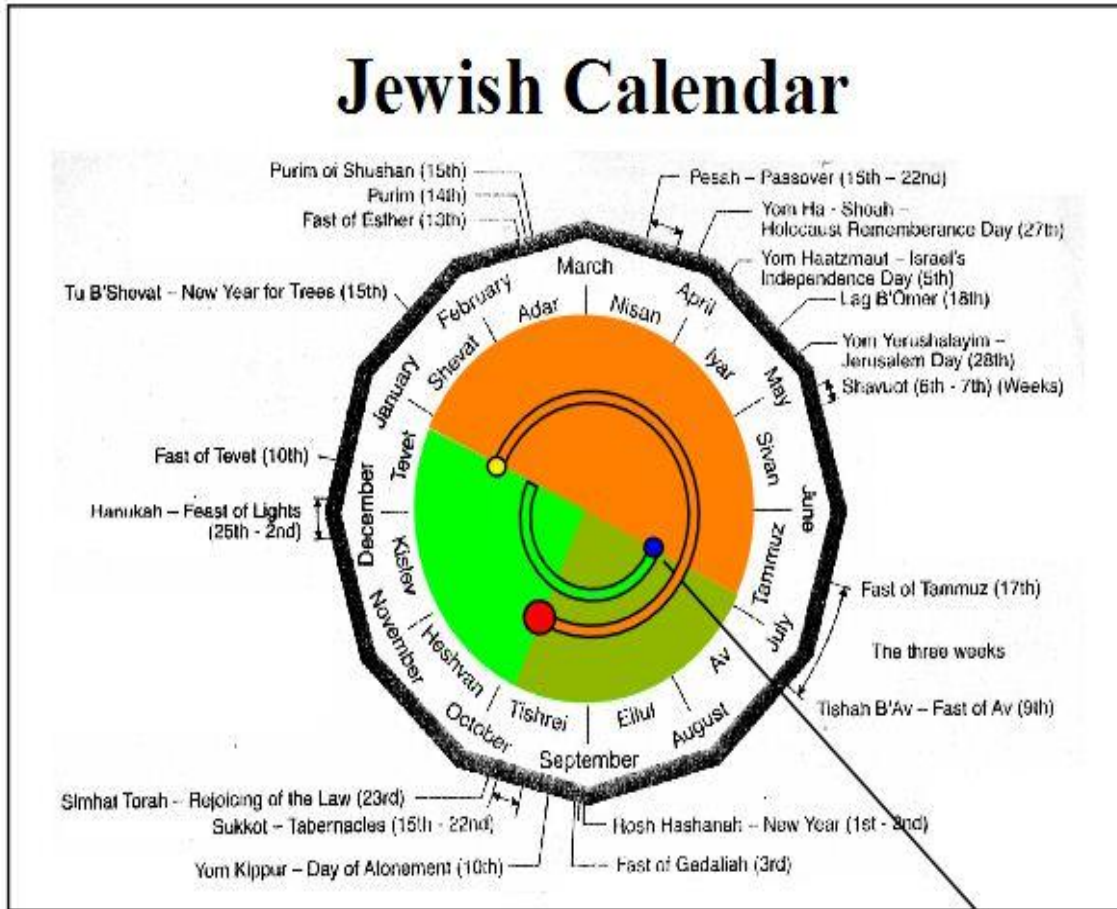 Jewish Calendar
Purim of Shushan (15th)
Purim (14th)
Fast of Esther (13th)
Tu B'Shevat – New Year for Trees (15th)
Fast of Tevet (10th)
Hanukah – Feast of Lights
(25th - 2nd)
Simhat Torah – Rejoicing of the Law (23rd)
Sukkot – Tabernacles (15th - 22nd)
Yom Kippur – Day of Atonement (10th)
Pesah – Passover (15th – 22nd)
Yom Ha - Shoah –
Holocaust Rememberance Day (27th)
Yom Haatzmaut – Israel's
Independence Day (5th)
Lag B'Omer (18th)
Yom Yerushalayim –
Jerusalem Day (28th)
Shavuot (6th - 7th) (Weeks)
Fast of Tammuz (17th)
The three weeks
Tishah B'Av – Fast of Av (9th)
Rosh Hashanah – New Year (1st - 2nd)
Fast of Gedaliah (3rd)
March
April
May
June
July
August
September
October
November
December
January
February
Nisan
Iyar
Sivan
Tammuz
Av
Ellul
Tishrei
Heshvan
Kislev
Tevet
Shevat
Adar